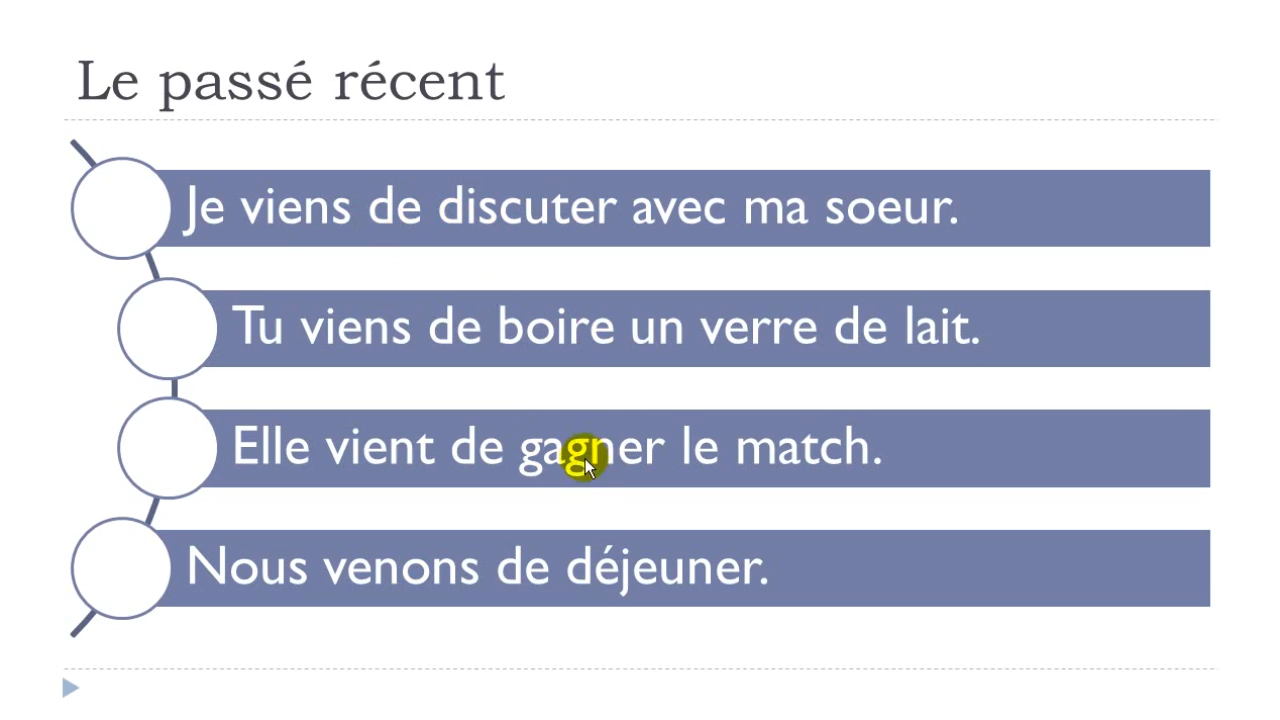 Le passé récent
Je viens de discuter avec ma soeur.
Tu viens de boire un verre de lait.
Elle vient de gagner le match.
Nous venons de déjeuner.